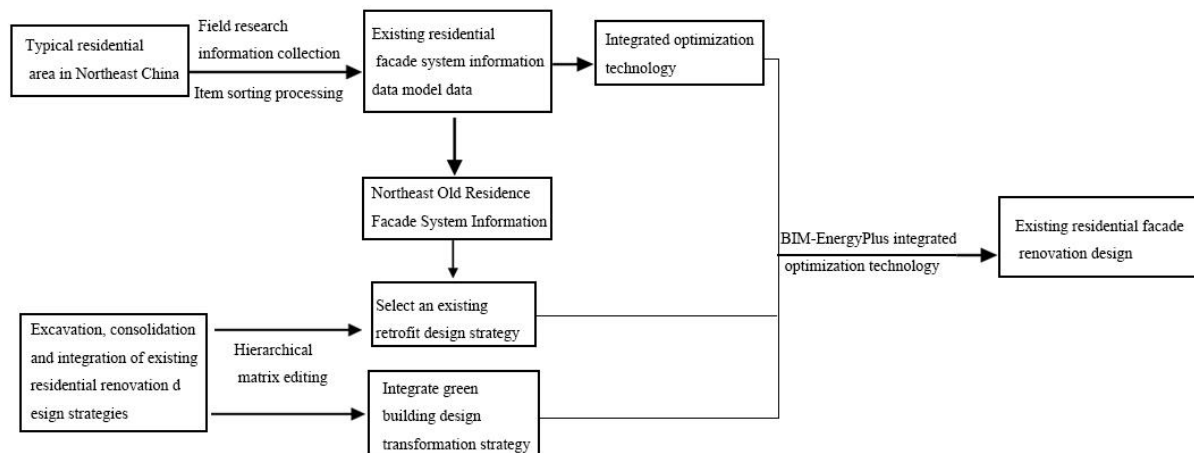 Typical residential
area in Northeast China
Field research
information collection
Item sorting processing
Existing residential
facade system information
data model data
Integrated optimization
technology
Northeast Old Residence
Facade System Information
BIM-EnergyPlus integrated
optimization technology
Existing residential facade
renovation design
Excavation, consolidation
and integration of existing
residential renovation d
esign strategies
Hierarchical
matrix editing
Select an existing
retrofit design strategy
Integrate green
building design
transformation strategy